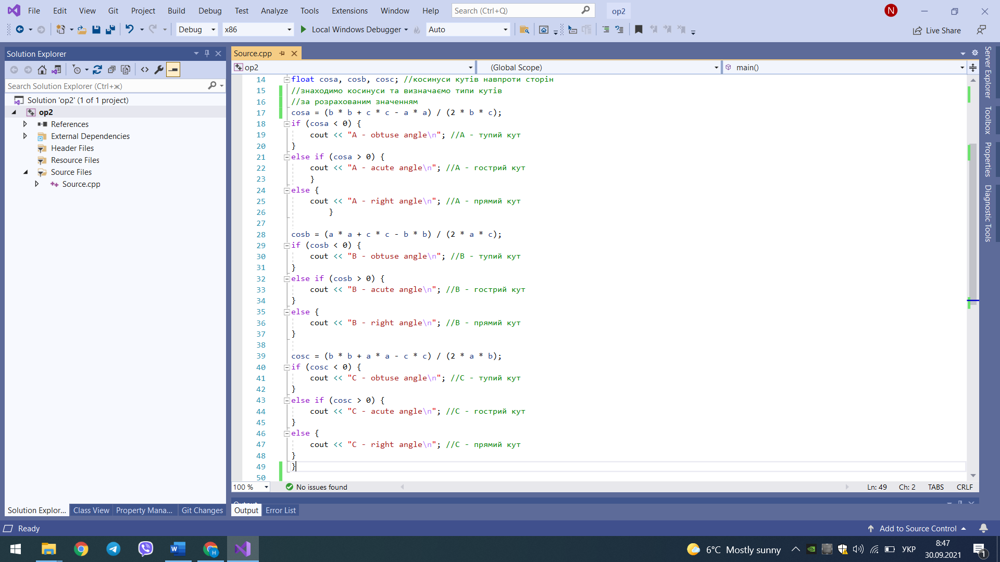 File Edit View Git Project Build Debug Test Analyze Tools Extensions Window Help Search (Ctrl+Q) op2 N
Debug x86 Local Windows Debugger Auto Live Share
Solution Explorer
Search Solution Explorer (Ctrl+ж)
Solution 'op2' (1 of 1 project)
op2
References
External Dependencies
Header Files
Resource Files
Source Files
Source.cpp
Solution Explor... Class View Property Mana... Git Changes
Source.cpp
op2 (Global Scope) main()
14 float cosa, cosb, cosc; //косинуси кутів навпроти сторін
15 //знаходимо косинуси та визначаємо типи кутів
16 //за розрахованим значенням
17 cosa = (b * b + c * c - a * a) / (2 * b * c);
18 if (cosa < 0) {
19 cout << "A - obtuse angle\n"; //A - тупий кут
20 }
21 else if (cosa > 0) {
22 cout << "A - acute angle\n"; //A - гострий кут
23 }
24 else {
25 cout << "A - right angle\n"; //A - прямий кут
26 }
27
28 cosb = (a * a + c * c - b * b) / (2 * a * c);
29 if (cosb < 0) {
30 cout << "B - obtuse angle\n"; //B - тупий кут
31 }
32 else if (cosb > 0) {
33 cout << "B - acute angle\n"; //B - гострий кут
34 }
35 else {
36 cout << "B - right angle\n"; //B - прямий кут
37 }
38
39 cosc = (b * b + a * a - c * c) / (2 * a * b);
40 if (cosc < 0) {
41 cout << "C - obtuse angle\n"; //C - тупий кут
42 }
43 else if (cosc > 0) {
44 cout << "C - acute angle\n"; //C - гострий кут
45 }
46 else {
47 cout << "C - right angle\n"; //C - прямий кут
48 }
49 }
50
100 % No issues found Ln: 49 Ch: 2 TABS CRLF
Output
Output Error List
Server Explorer
Toolbox
Properties
Diagnostic Tools
Ready Add to Source Control
6°C Mostly sunny УКР 8:47
30.09.2021
1